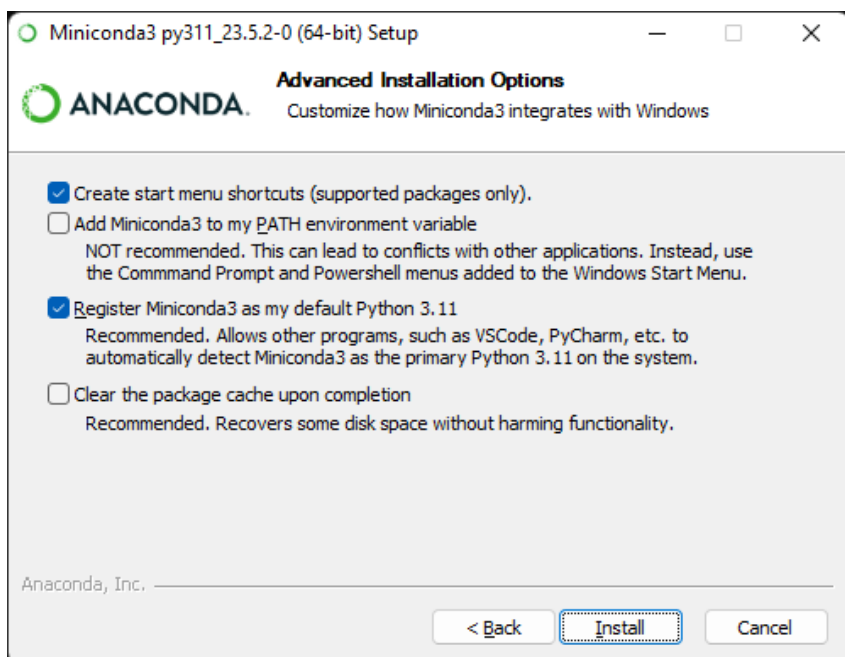 Miniconda3 py311_23.5.2-0 (64-bit) Setup
ANACONDA.
Advanced Installation Options
Customize how Miniconda3 integrates with Windows
Create start menu shortcuts (supported packages only).
Add Miniconda3 to my PATH environment variable
NOT recommended. This can lead to conflicts with other applications. Instead, use
the Commmand Prompt and Powershell menus added to the Windows Start Menu.
Register Miniconda3 as my default Python 3.11
Recommended. Allows other programs, such as VSCode, PyCharm, etc. to
automatically detect Miniconda3 as the primary Python 3.11 on the system.
Clear the package cache upon completion
Recommended. Recovers some disk space without harming functionality.
Anaconda, Inc.
< Back
Install
Cancel